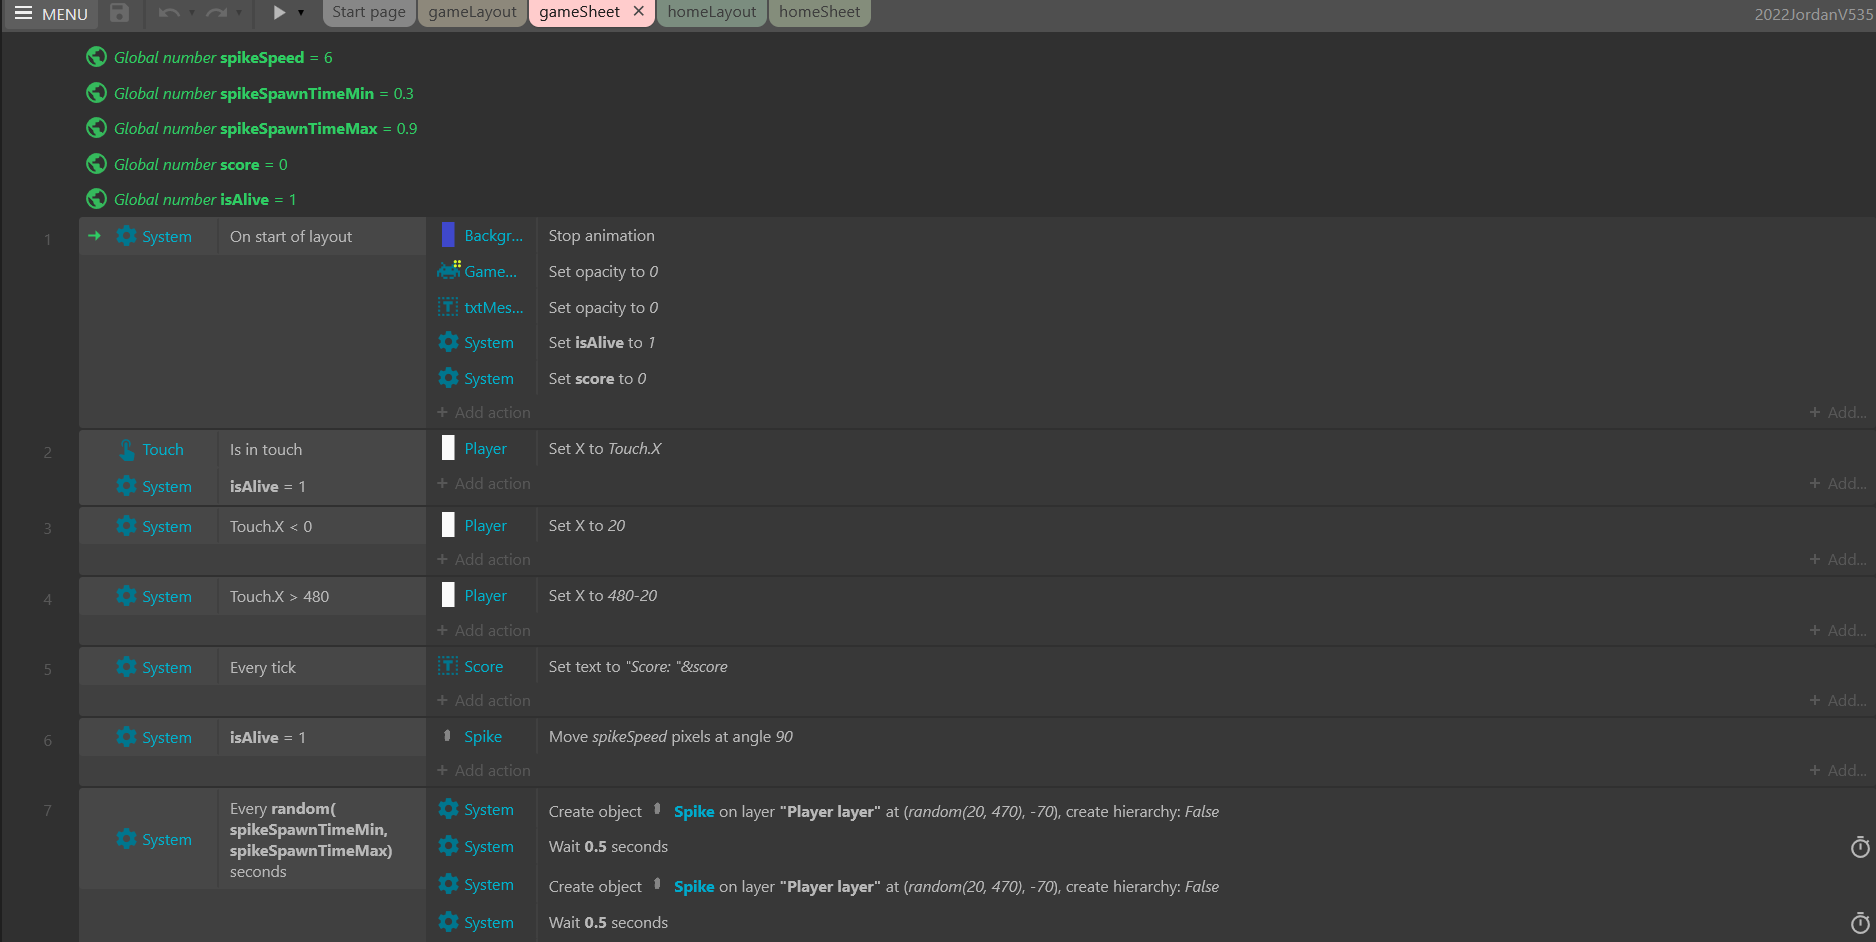 MENU
Start page
gameLayout
gameSheet
homeLayout
homeSheet
2022JordanV535
Global number spikeSpeed = 6
Global number spikeSpawnTimeMin = 0.3
Global number spikeSpawnTimeMax = 0.9
Global number score = 0
Global number isAlive = 1
1
System On start of layout
Backgr... Stop animation
Game... Set opacity to 0
txtMes... Set opacity to 0
System Set isAlive to 1
System Set score to 0
+ Add action + Add...
2
Touch Is in touch Player Set X to Touch.X
System isAlive = 1 + Add action + Add...
3
System Touch.X < 0 Player Set X to 20
+ Add action + Add...
4
System Touch.X > 480 Player Set X to 480-20
+ Add action + Add...
5
System Every tick Score Set text to "Score: "&score
+ Add action + Add...
6
System isAlive = 1 Spike Move spikeSpeed pixels at angle 90
+ Add action + Add...
7
System Every random(
spikeSpawnTimeMin,
spikeSpawnTimeMax)
seconds
System Create object Spike on layer "Player layer" at (random(20, 470), -70), create hierarchy: False
System Wait 0.5 seconds
System Create object Spike on layer "Player layer" at (random(20, 470), -70), create hierarchy: False
System Wait 0.5 seconds